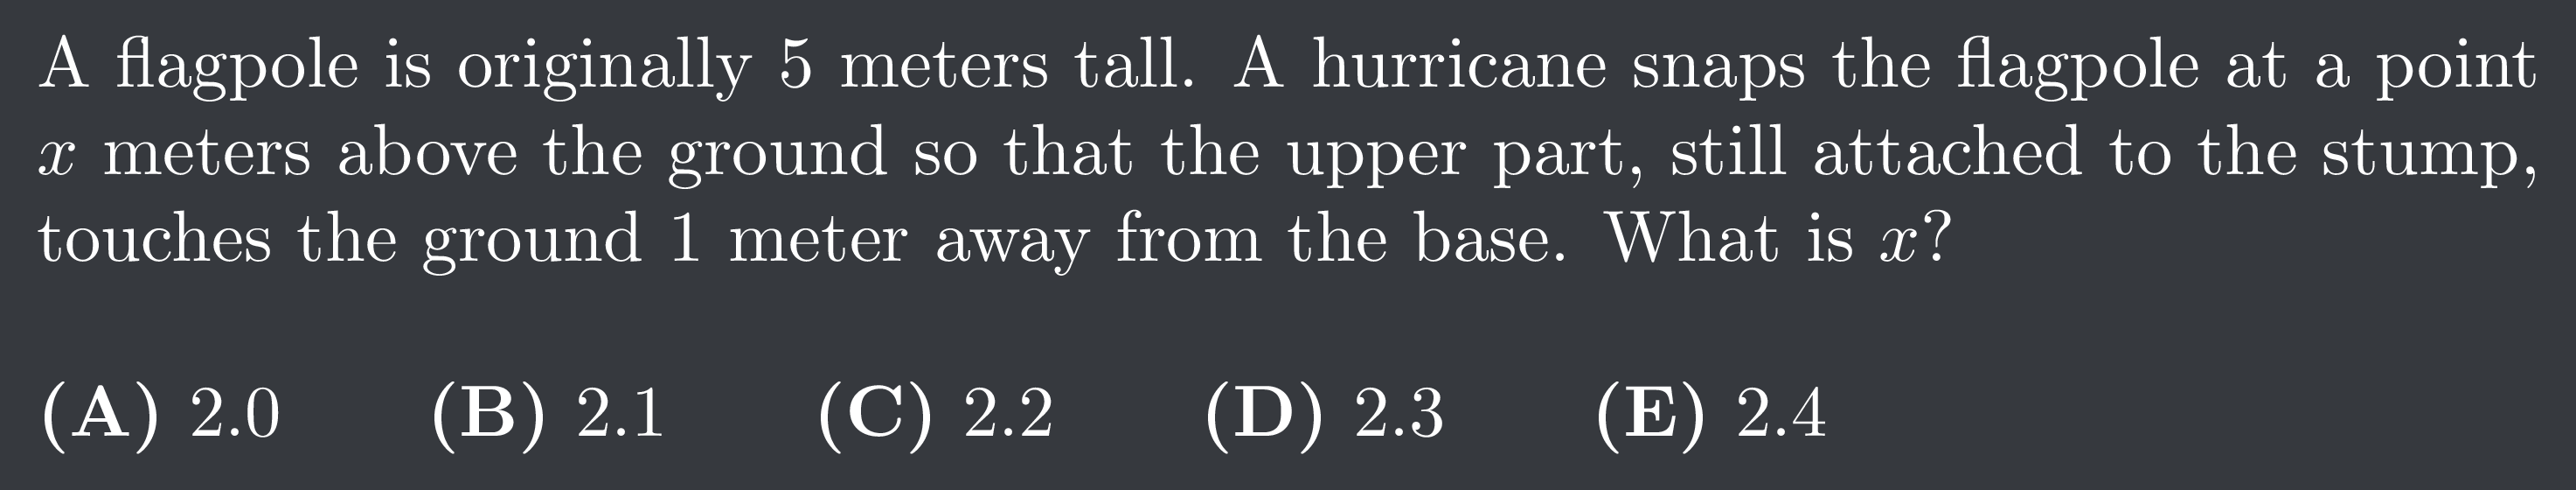 A flagpole is originally 5 meters tall. A hurricane snaps the flagpole at a point
x meters above the ground so that the upper part, still attached to the stump,
touches the ground 1 meter away from the base. What is x?
(A) 2.0 (B) 2.1 (C) 2.2 (D) 2.3 (E) 2.4